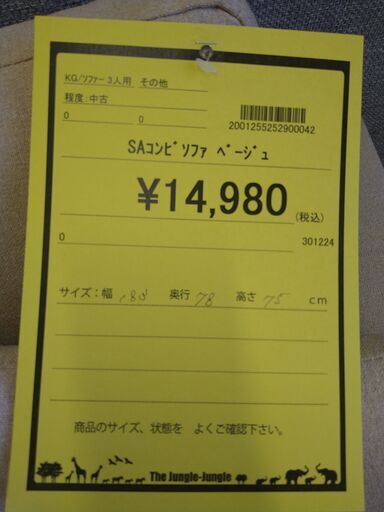 KG/ソファー 3人用 その他
程度:中古
0 0
2001255252900042
SAコンビソファ ベージュ
¥14,980 (税込)
0 301224
サイズ:幅 180 奥行 78 高さ 75 cm
商品のサイズ、状態を よくご確認下さい。
The Jungle-Jungle